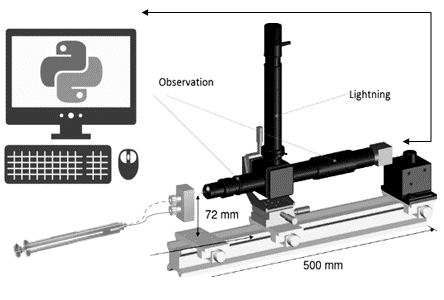 Observation
Lightning
72 mm
500 mm